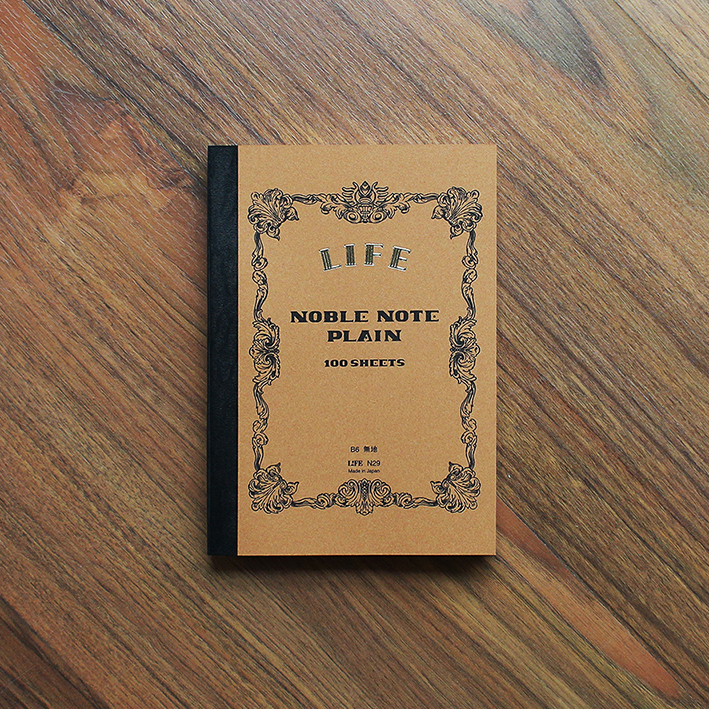 LIFE
NOBLE NOTE
PLAIN
100 SHEETS
B6 無地
LIFE N29
Made in Japan